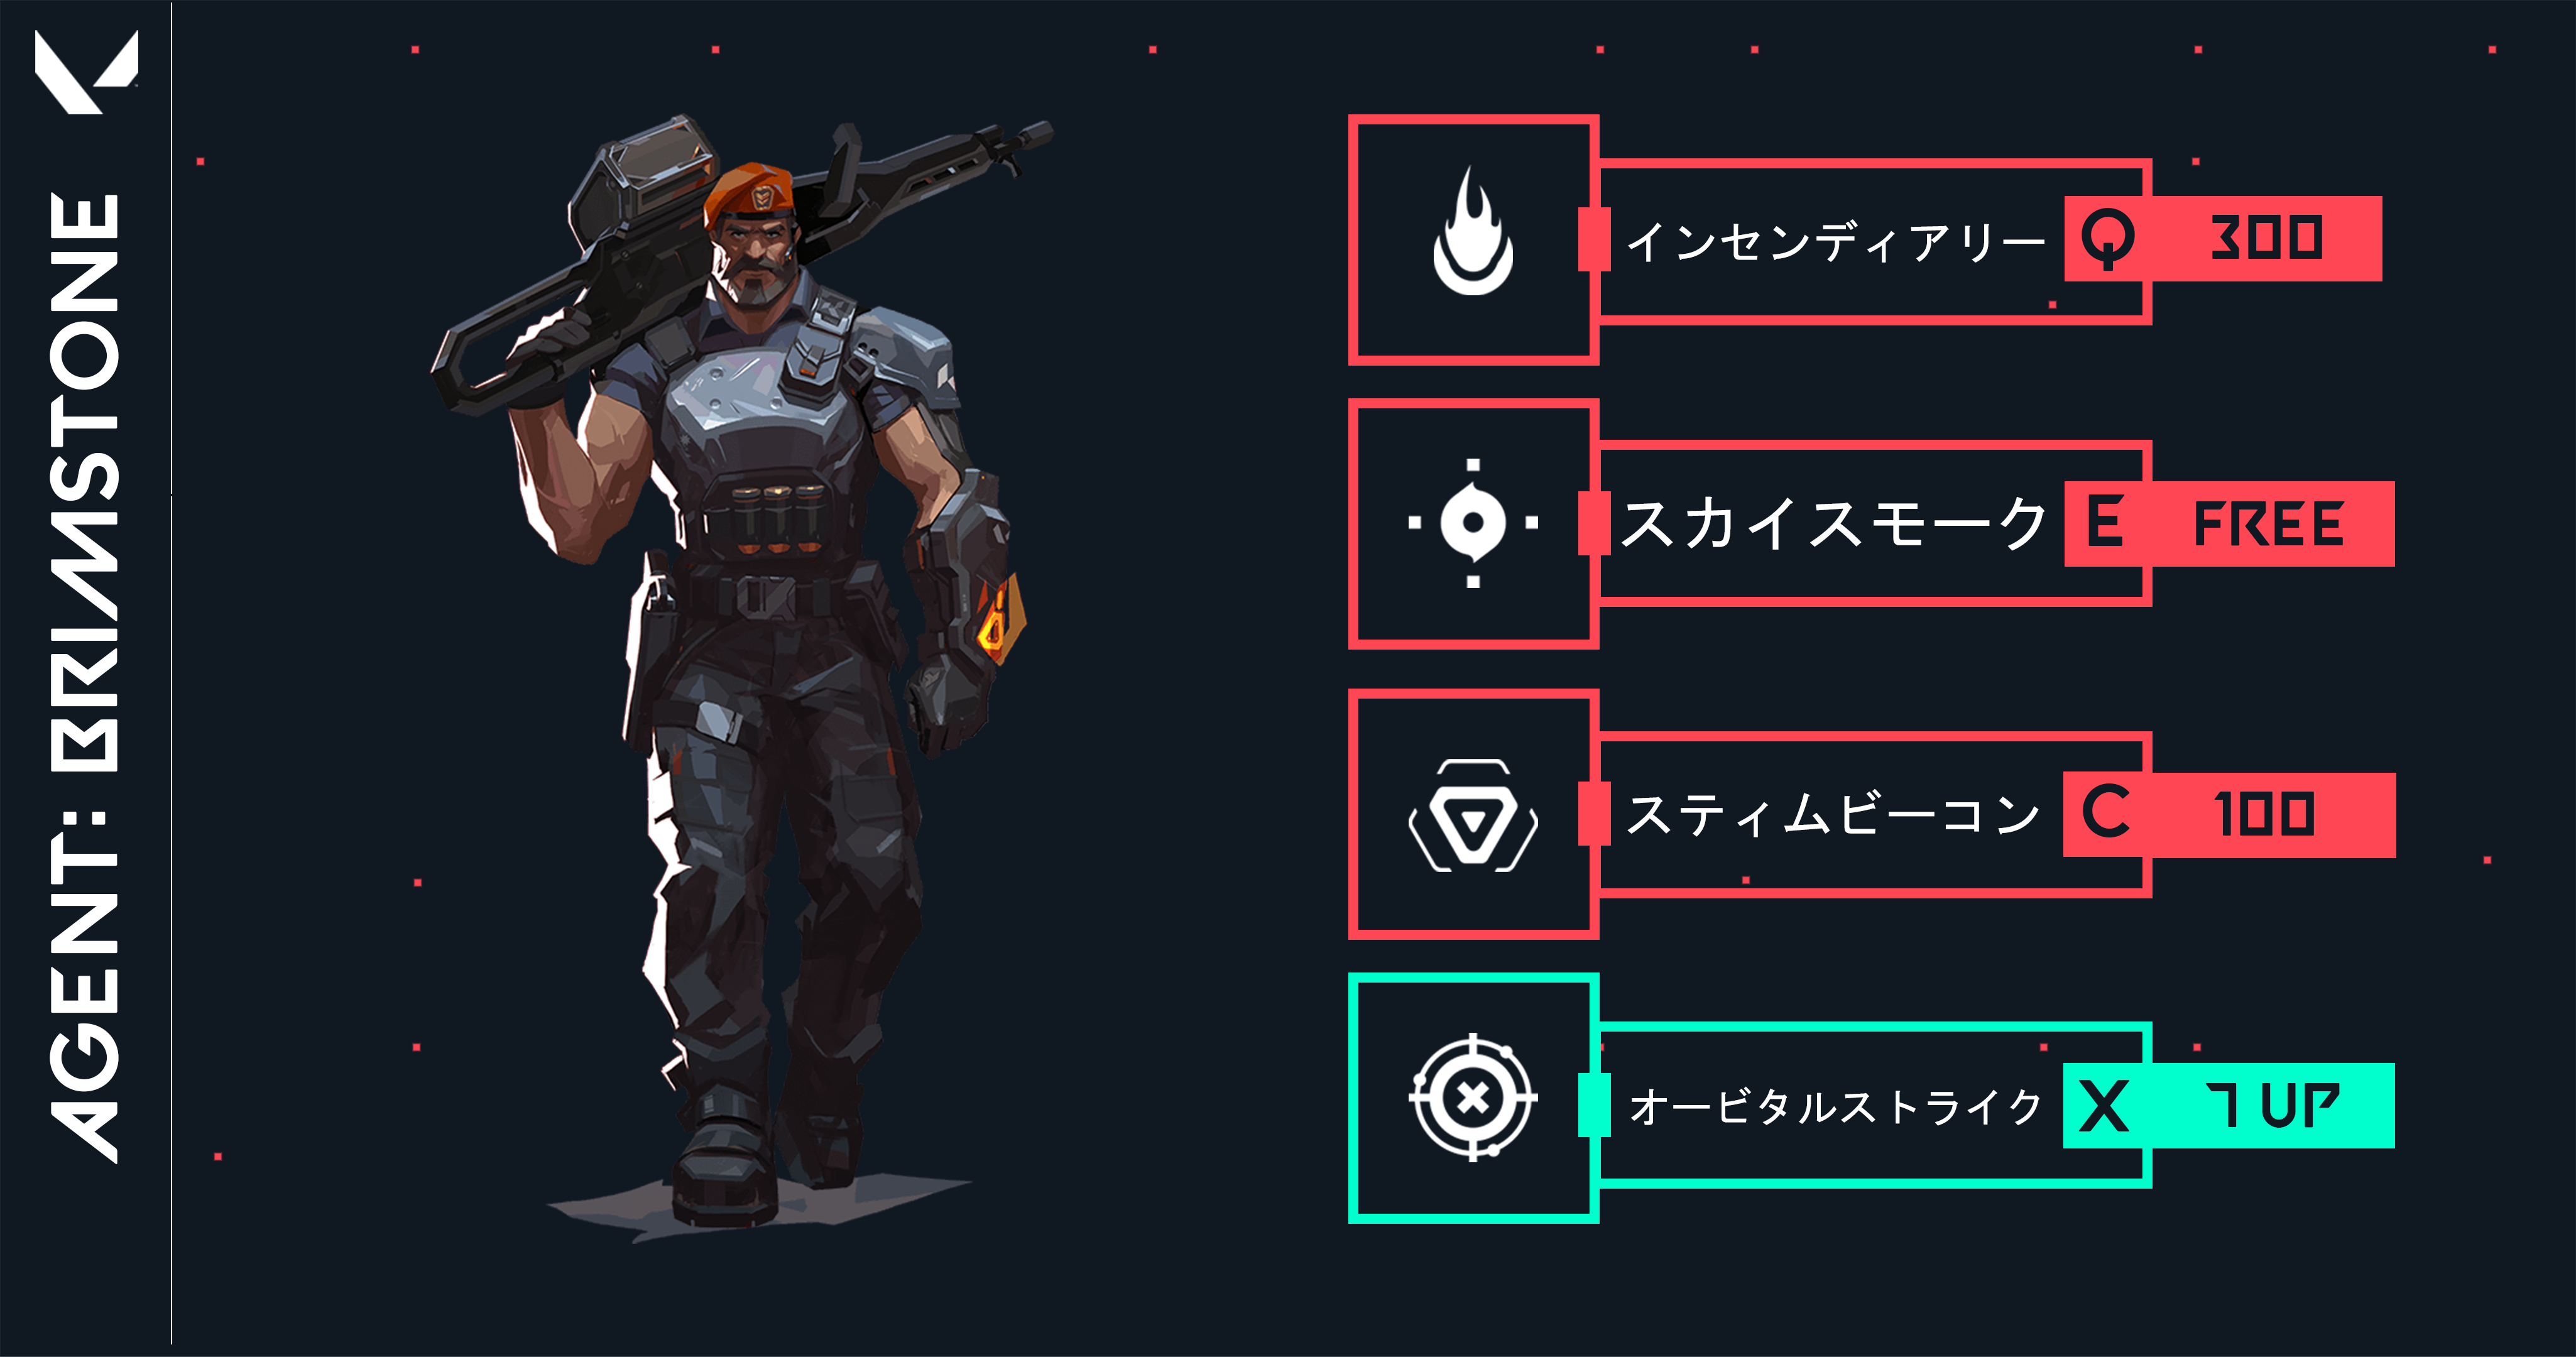 AGENT: BRIMSTONE
インセンディアリー Q 300
スカイスモーク E FREE
スティムビーコン C 100
オービタルストライク X 7 UP